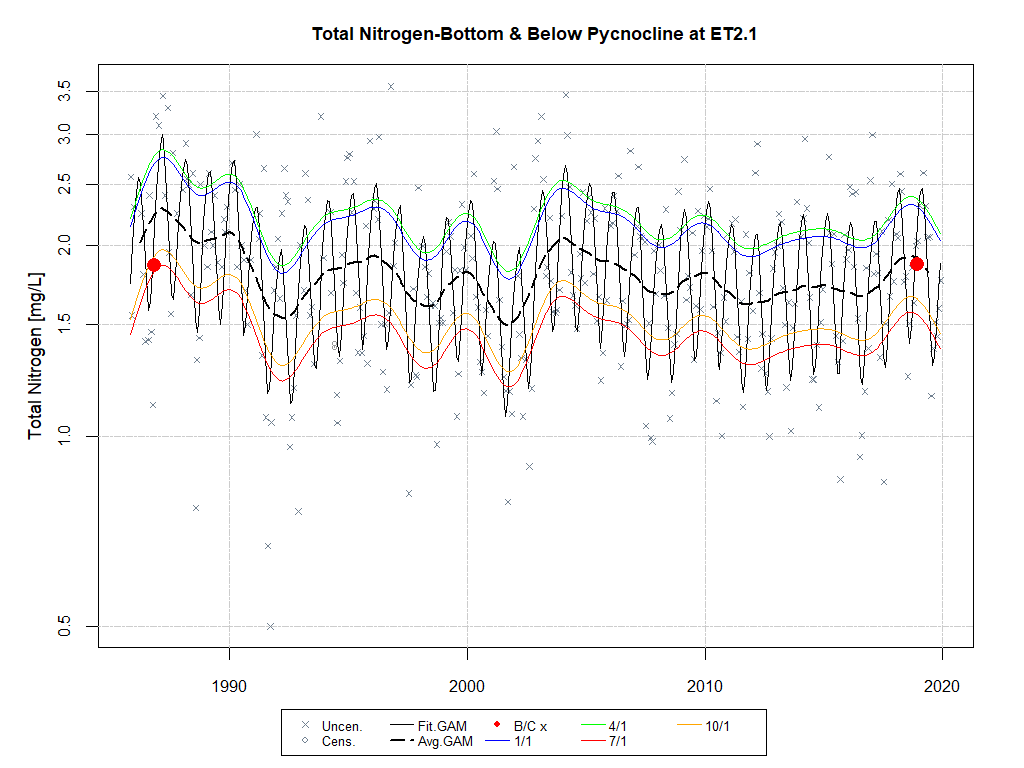 Total Nitrogen-Bottom & Below Pycnocline at ET2.1
Total Nitrogen [mg/L]
3.5
3.0
2.5
2.0
1.5
1.0
0.5
1990 2000 2010 2020
Uncen. Fit.GAM B/C x 4/1 10/1
Cens. Avg.GAM 1/1 7/1